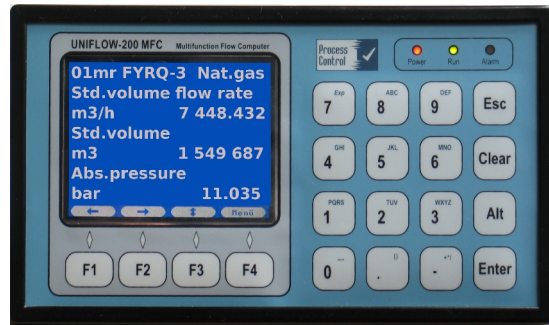 UNIFLOW-200 MFC Multifunction Flow Computer
01mr FYRQ-3 Nat.gas
Std.volume flow rate
m3/h 7 448.432
Std.volume
m3 1 549 687
Abs.pressure
bar 11.035
Menü
F1 F2 F3 F4
Process
Control
Power Run Alarm
Exp ABC DEF
7 8 9 Esc
GHI JKL MNO
4 5 6 Clear
PQRS TUV WXYZ
1 2 3 Alt
()
0 . - Enter